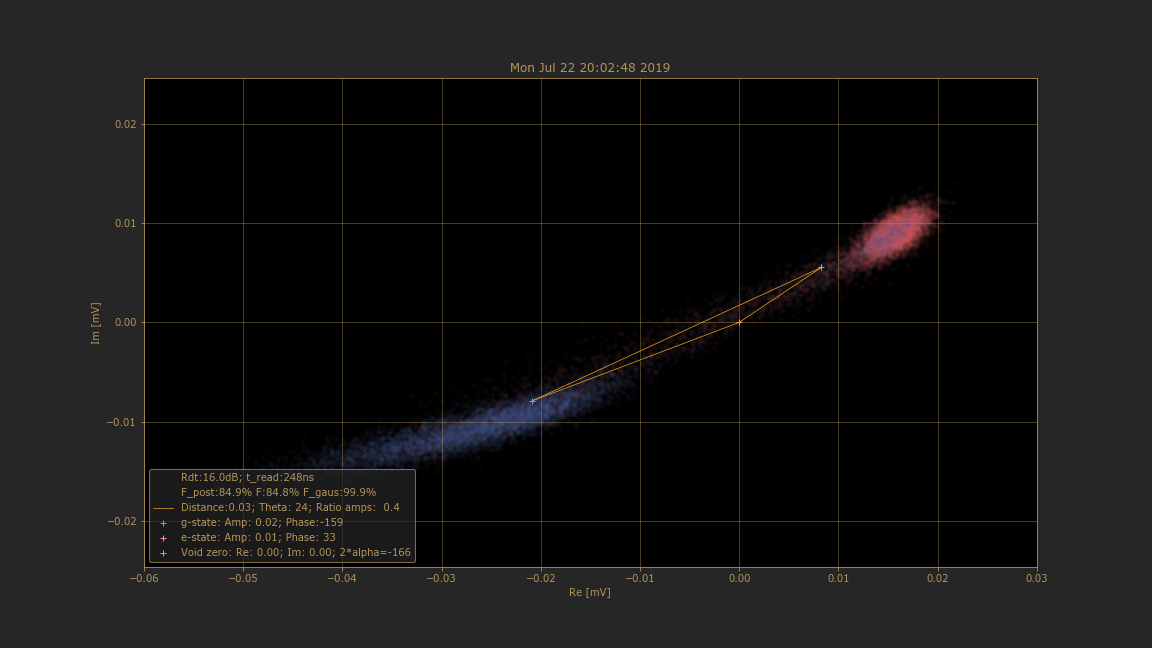 Mon Jul 22 20:02:48 2019
0.02
0.01
0.00
−0.01
−0.02
Im [mV]
Rdt:16.0dB; t_read:248ns
F_post:84.9% F:84.8% F_gaus:99.9%
Distance:0.03; Theta: 24; Ratio amps:  0.4
g-state: Amp: 0.02; Phase:-159
e-state: Amp: 0.01; Phase: 33
Void zero: Re: 0.00; Im: 0.00; 2*alpha=-166
−0.06 −0.05 −0.04 −0.03 −0.02 −0.01 0.00 0.01 0.02 0.03
Re [mV]